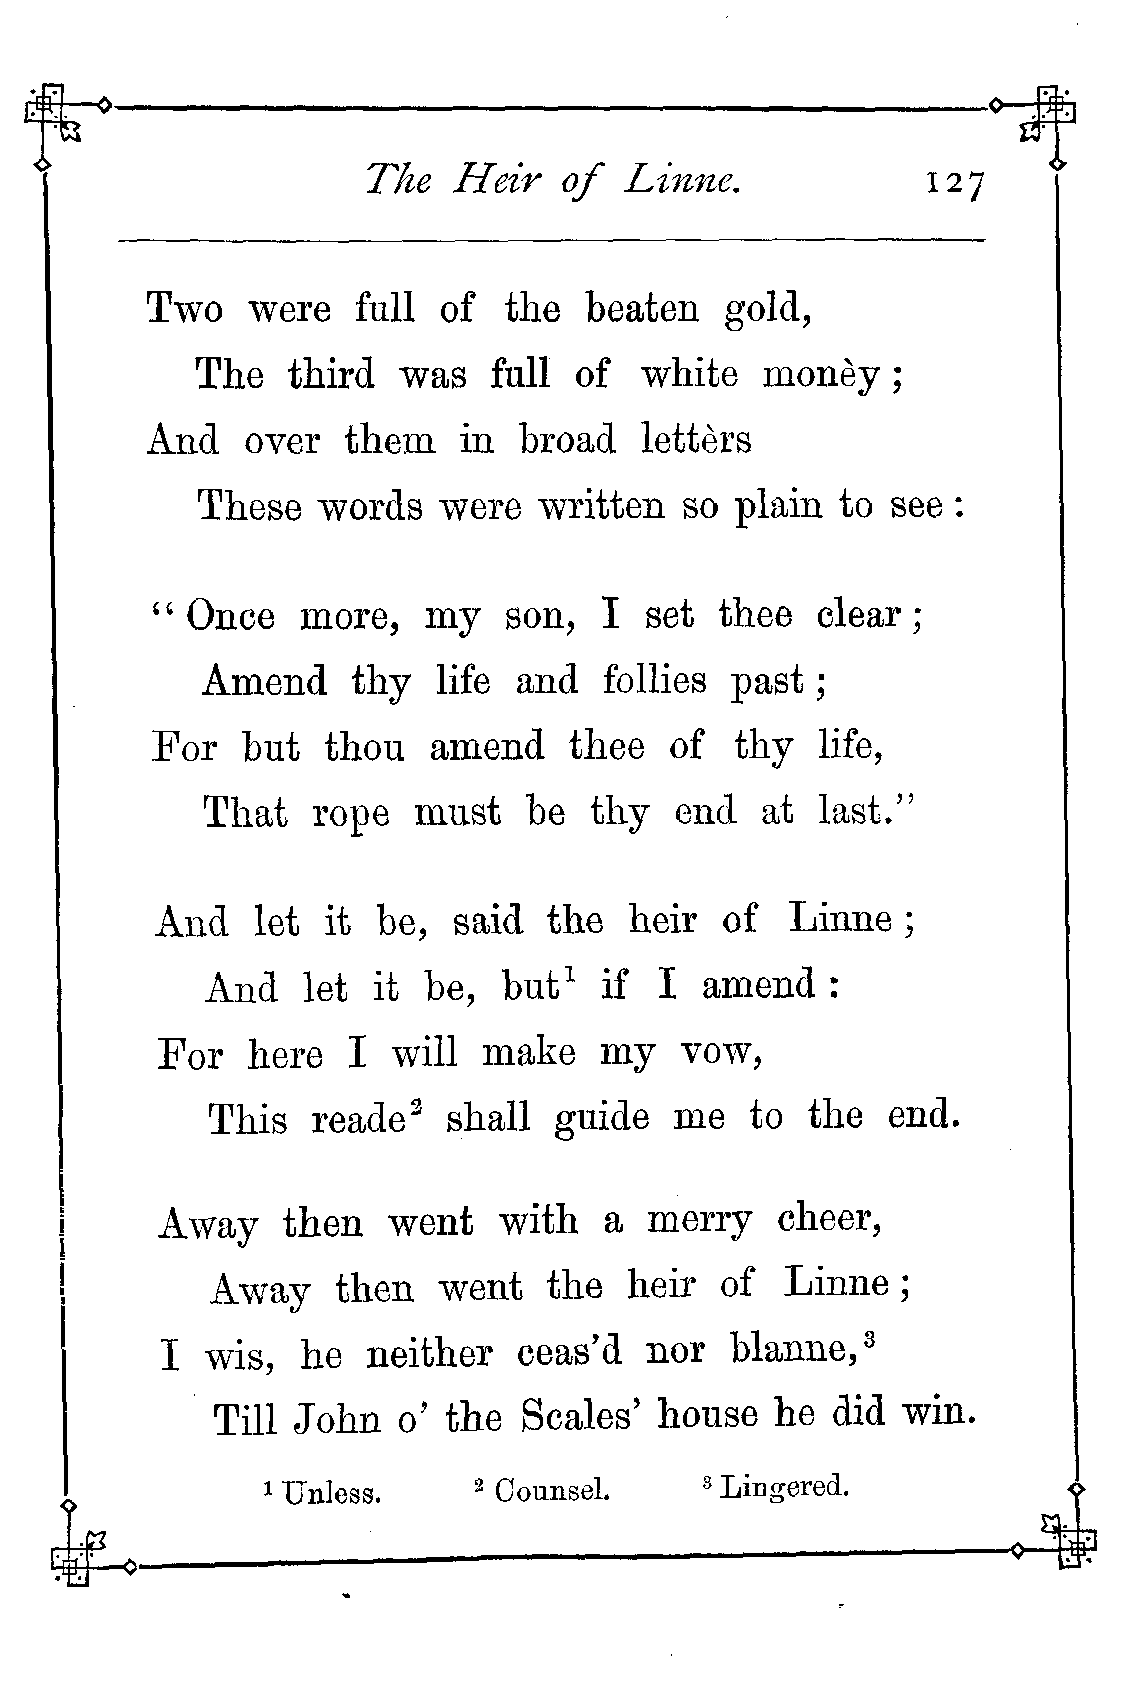 The Heir of Linne. 127
Two were full of the beaten gold,
The third was full of white monèy;
And over them in broad lettèrs
These words were written so plain to see:
“Once more, my son, I set thee clear;
Amend thy life and follies past;
For but thou amend thee of thy life,
That rope must be thy end at last.”
And let it be, said the heir of Linne;
And let it be, but¹ if I amend:
For here I will make my vow,
This reade² shall guide me to the end.
Away then went with a merry cheer,
Away then went the heir of Linne;
I wis, he neither ceas’d nor blanne,³
Till John o’ the Scales’ house he did win.
¹ Unless. ² Counsel. ³ Lingered.